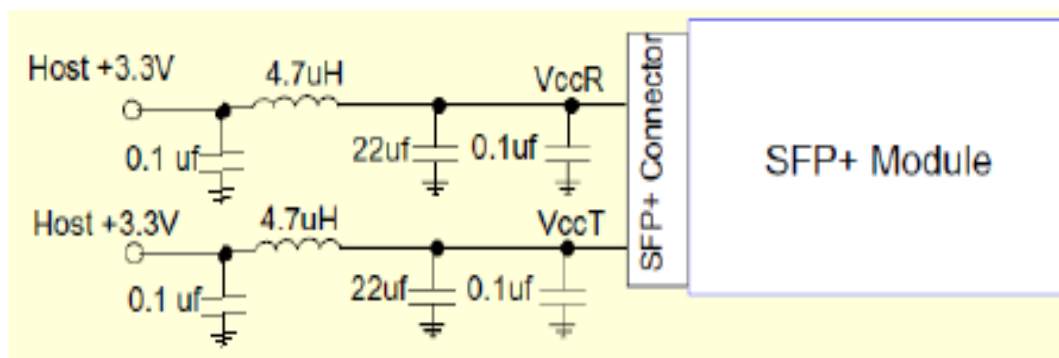 Host +3.3V
4.7uH
VccR
0.1 uf
22uf
0.1uf
Host +3.3V
4.7uH
VccT
0.1 uf
22uf
0.1uf
SFP+ Connector
SFP+ Module